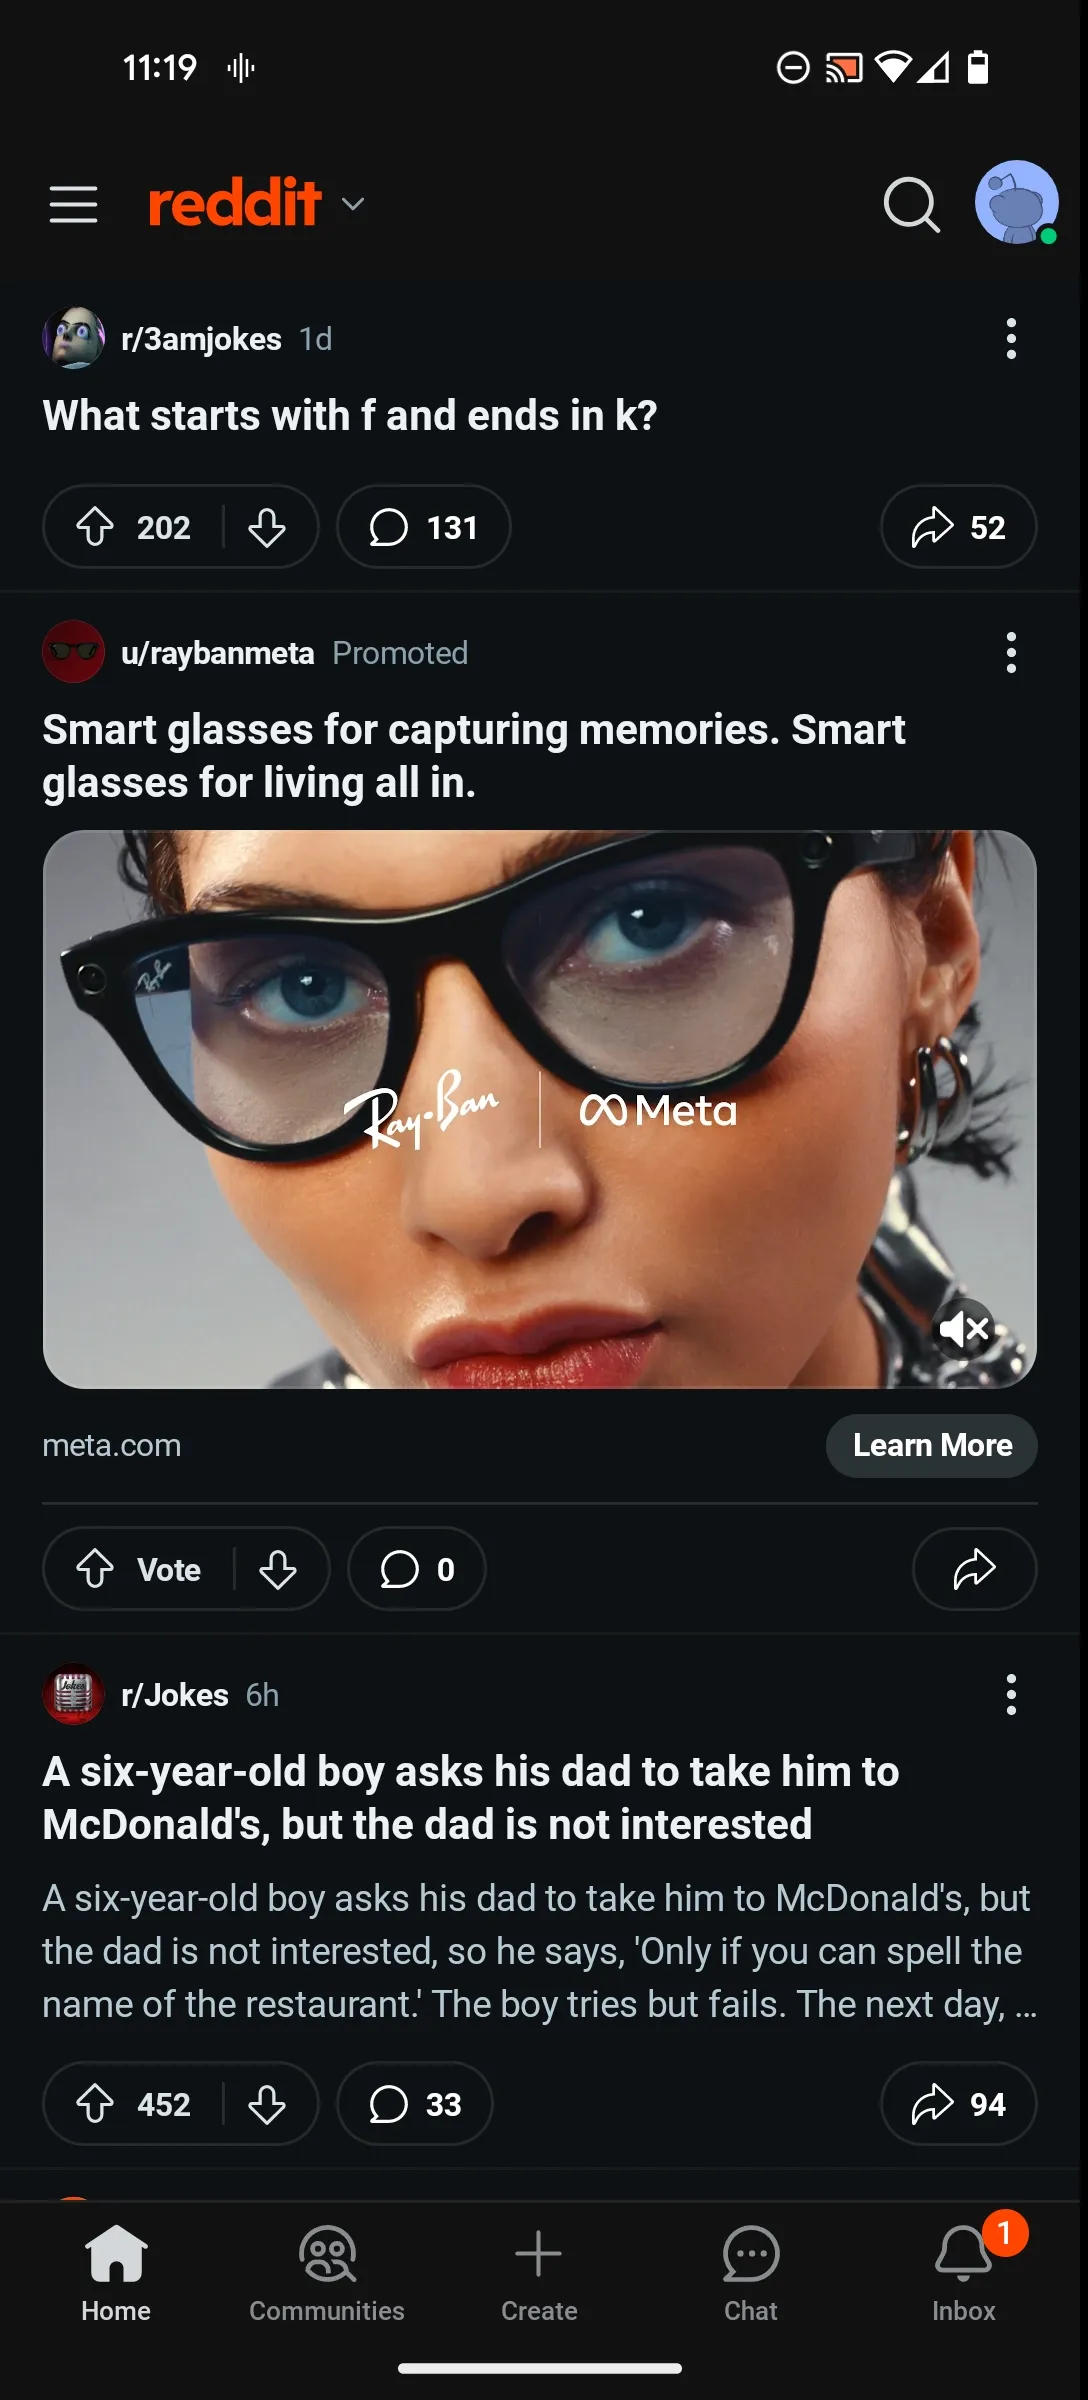 11:19
reddit
r/3amjokes 1d
What starts with f and ends in k?
202
131
52
u/raybanmeta Promoted
Smart glasses for capturing memories. Smart
glasses for living all in.
Ray-Ban
Ray-Ban Meta
meta.com
Learn More
Vote
0
r/Jokes 6h
A six-year-old boy asks his dad to take him to
McDonald's, but the dad is not interested
A six-year-old boy asks his dad to take him to McDonald's, but
the dad is not interested, so he says, 'Only if you can spell the
name of the restaurant.' The boy tries but fails. The next day, ...
452
33
94
1
Home Communities Create Chat Inbox